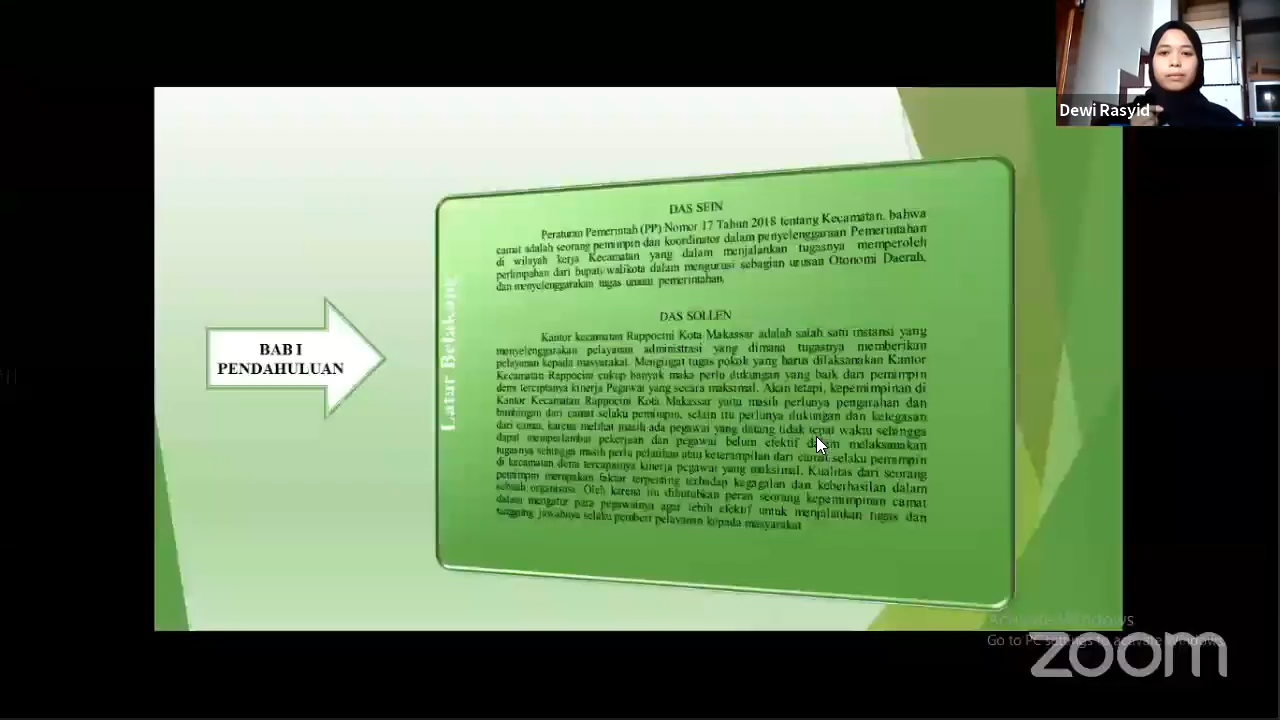 Dewi Rasyid
BAB I
PENDAHULUAN
Latar Belakang
DAS SEIN
Peraturan Pemerintah (PP) Nomor 17 Tahun 2018 tentang Kecamatan, bahwa
camat adalah seorang pemimpin dan koordinator dalam penyelenggaraan Pemerintahan
di wilayah kerja Kecamatan yang dalam menjalankan tugasnya memperoleh
perlimpahan dari bupati walikota dalam mengurusi sebagian urusan Otonomi Daerah,
dan menyelenggarakan tugas umum pemerintahan.
DAS SOLLEN
Kantor kecamatan Rappocini Kota Makassar adalah salah satu instansi yang
menyelenggarakan pelayanan administrasi yang dimana tugasnya memberikan
pelayanan kepada masyarakat. Mengingat tugas pokok yang harus dilaksanakan Kantor
Kecamatan Rappocini cukup banyak maka perlu dukungan yang baik dari pemimpin
demi terciptanya kinerja Pegawai yang secara maksimal. Akan tetapi, kepemimpinan di
Kantor Kecamatan Rappocini Kota Makassar yaitu masih perlunya pengarahan dan
bimbingan dari camat selaku pemimpin, selain itu perlunya dukungan dan ketegasan
dari camat, karena melihat masih ada pegawai yang datang tidak tepat waktu sehingga
dapat memperlambat pekerjaan dan pegawai belum efektif dalam melaksanakan
tugasnya sehingga masih perlu pelatihan atau keterampilan dari camat selaku pemimpin
di kecamatan demi tercapainya kinerja pegawai yang maksimal. Kualitas dari seorang
pemimpin merupakan faktor terpenting terhadap kegagalan dan keberhasilan dalam
sebuah organisasi. Oleh karena itu dibutuhkan peran seorang kepemimpinan camat
dalam mengatur para pegawainya agar lebih efektif untuk menjalankan tugas dan
tanggung jawabnya selaku pemberi pelayanan kepada masyarakat
Activate Windows
Go to PC settings to activate Windows.
zoom